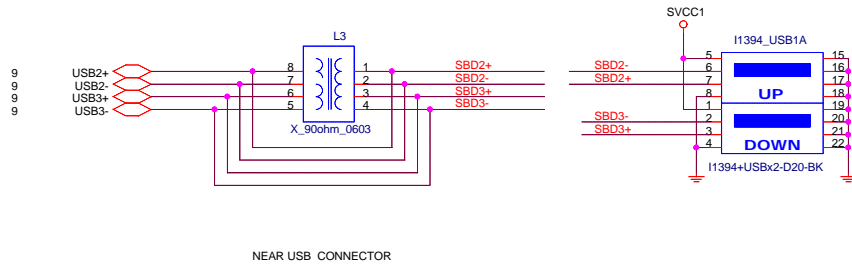 SVCC1
L3
I1394_USB1A
9 USB2+ 8 1 SBD2+ SBD2- 5 15
9 USB2- 7 2 SBD2- SBD2+ 6 16
9 USB3+ 6 3 SBD3+ 7 17
9 USB3- 5 4 SBD3- 8 UP 18
1 19
X_90ohm_0603 SBD3- 2 20
SBD3+ 3 21
4 DOWN 22
I1394+USBx2-D20-BK
NEAR USB CONNECTOR